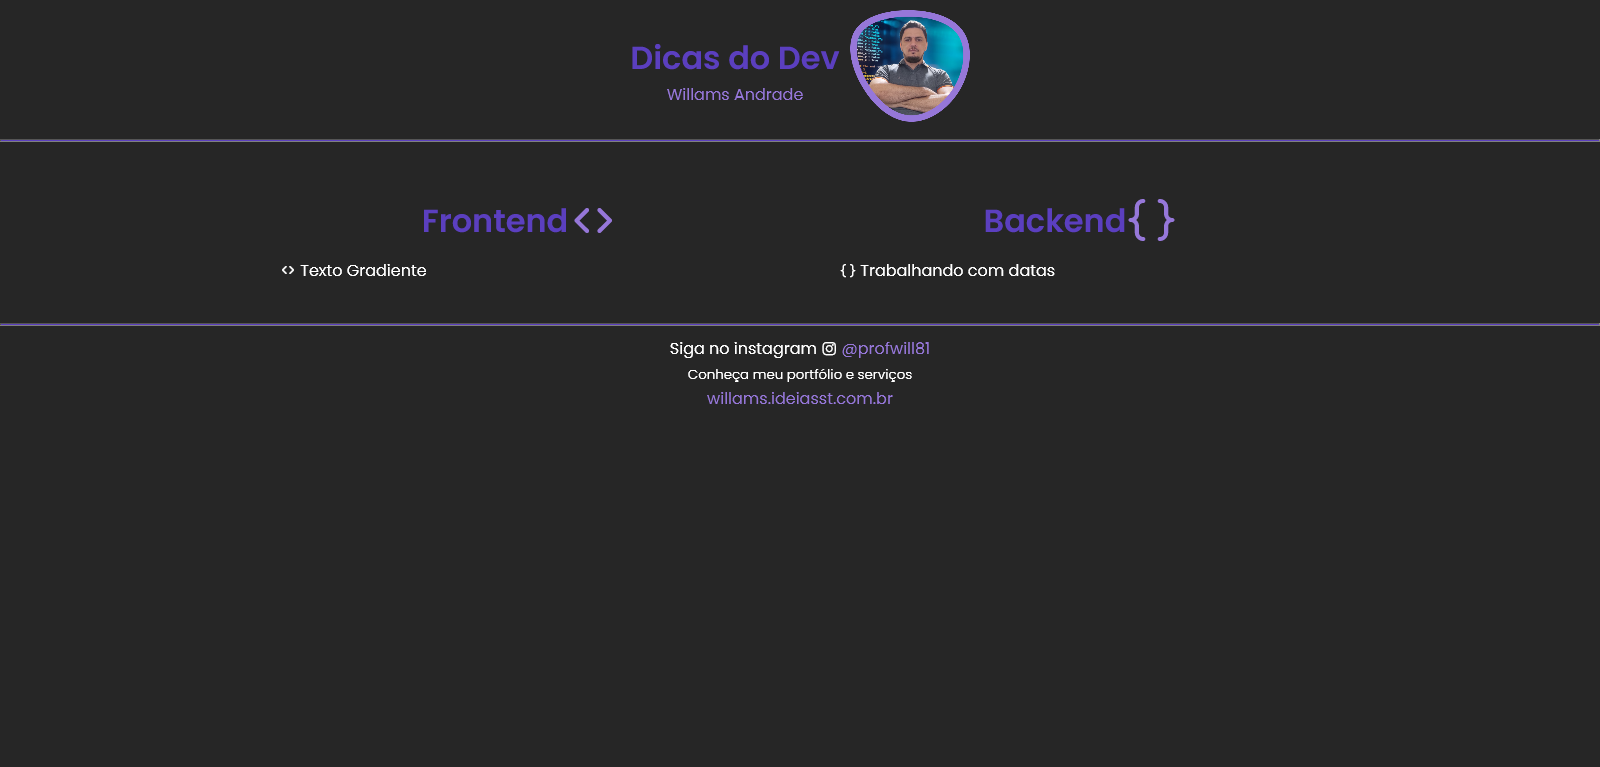 Dicas do Dev
Willams Andrade
Frontend <>
<> Texto Gradiente
Backend { }
{ } Trabalhando com datas
Siga no instagram @profwill81
Conheça meu portfólio e serviços
willams.ideiasst.com.br